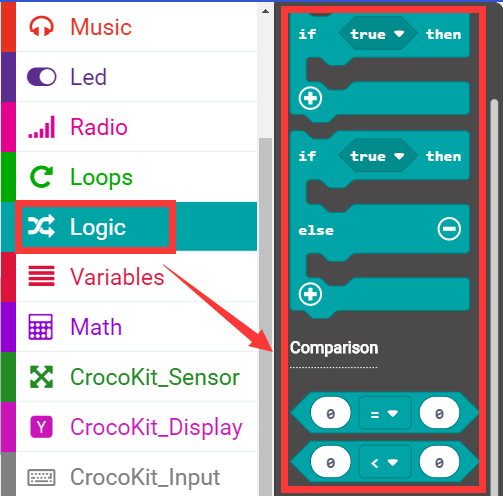 Music
Led
Radio
Loops
Logic
Variables
Math
CrocoKit_Sensor
Y CrocoKit_Display
CrocoKit_Input
if true then
if true then
else
Comparison
0 = 0
0 < 0